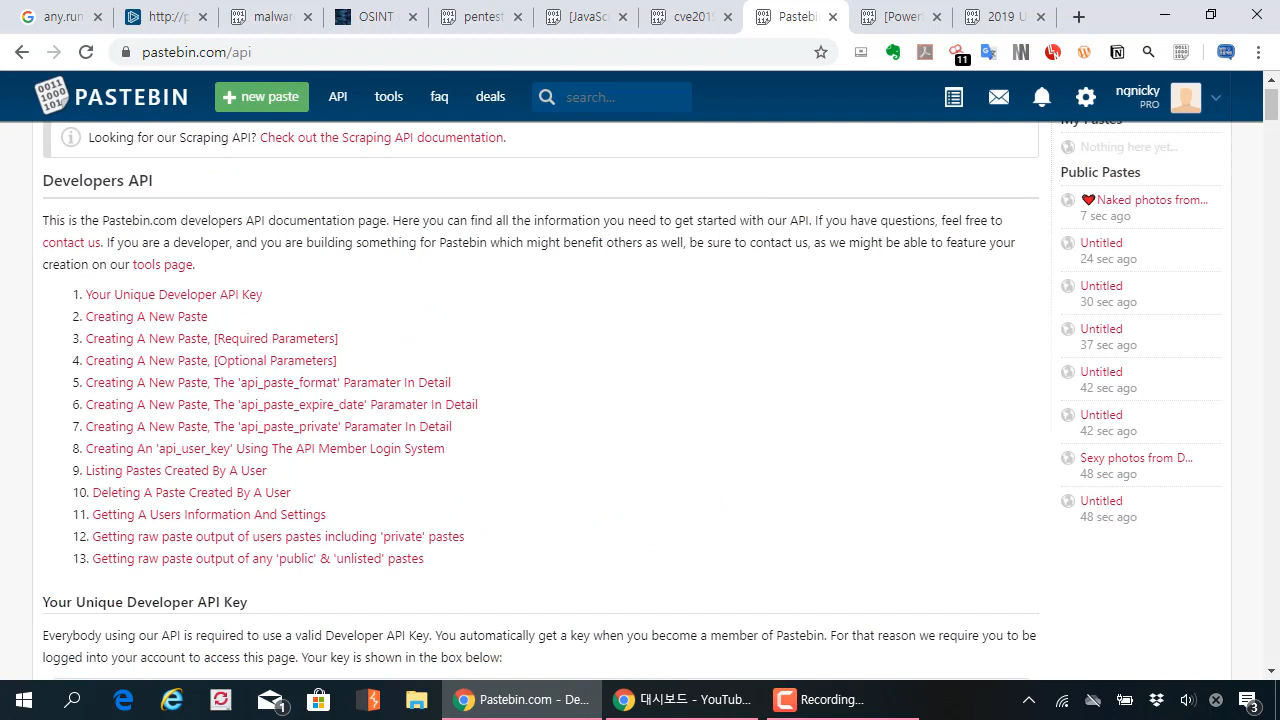 any.ru
http://p
malwar
OSINT
pentest
[JavaSc
cve201
Pastebi
[Power
2019 U
pastebin.com/api
11
PASTEBIN
new paste
API
tools
faq
deals
search...
nqnicky
PRO
Looking for our Scraping API? Check out the Scraping API documentation.
Developers API
This is the Pastebin.com developers API documentation page. Here you can find all the information you need to get started with our API. If you have questions, feel free to
contact us. If you are a developer, and you are building something for Pastebin which might benefit others as well, be sure to contact us, as we might be able to feature your
creation on our tools page.
1. Your Unique Developer API Key
2. Creating A New Paste
3. Creating A New Paste, [Required Parameters]
4. Creating A New Paste, [Optional Parameters]
5. Creating A New Paste, The 'api_paste_format' Paramater In Detail
6. Creating A New Paste, The 'api_paste_expire_date' Paramater In Detail
7. Creating A New Paste, The 'api_paste_private' Paramater In Detail
8. Creating An 'api_user_key' Using The API Member Login System
9. Listing Pastes Created By A User
10. Deleting A Paste Created By A User
11. Getting A Users Information And Settings
12. Getting raw paste output of users pastes including 'private' pastes
13. Getting raw paste output of any 'public' & 'unlisted' pastes
Your Unique Developer API Key
Everybody using our API is required to use a valid Developer API Key. You automatically get a key when you become a member of Pastebin. For that reason we require you to be
logged into your account to access this page. Your key is shown in the box below:
My Pastes
Nothing here yet...
Public Pastes
❤Naked photos from...
7 sec ago
Untitled
24 sec ago
Untitled
30 sec ago
Untitled
37 sec ago
Untitled
42 sec ago
Untitled
42 sec ago
Sexy photos from D...
48 sec ago
Untitled
48 sec ago
1
Pastebin.com - De...
대시보드 - YouTub...
Recording...
3